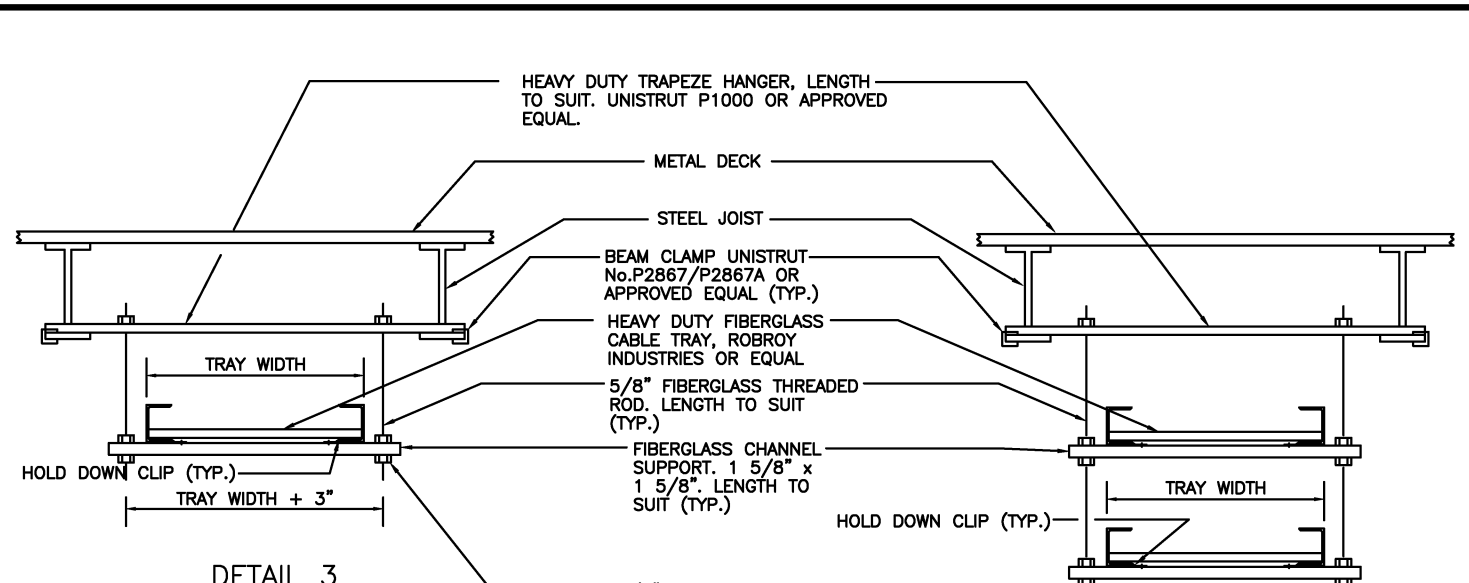 HEAVY DUTY TRAPEZE HANGER, LENGTH
TO SUIT. UNISTRUT P1000 OR APPROVED
EQUAL.
METAL DECK
STEEL JOIST
BEAM CLAMP UNISTRUT
No.P2867/P2867A OR
APPROVED EQUAL (TYP.)
HEAVY DUTY FIBERGLASS
CABLE TRAY, ROBROY
INDUSTRIES OR EQUAL
TRAY WIDTH
5/8" FIBERGLASS THREADED
ROD. LENGTH TO SUIT
(TYP.)
FIBERGLASS CHANNEL
SUPPORT. 1 5/8" x
1 5/8". LENGTH TO
SUIT (TYP.)
HOLD DOWN CLIP (TYP.)
TRAY WIDTH + 3"
TRAY WIDTH
HOLD DOWN CLIP (TYP.)
DETAIL 3